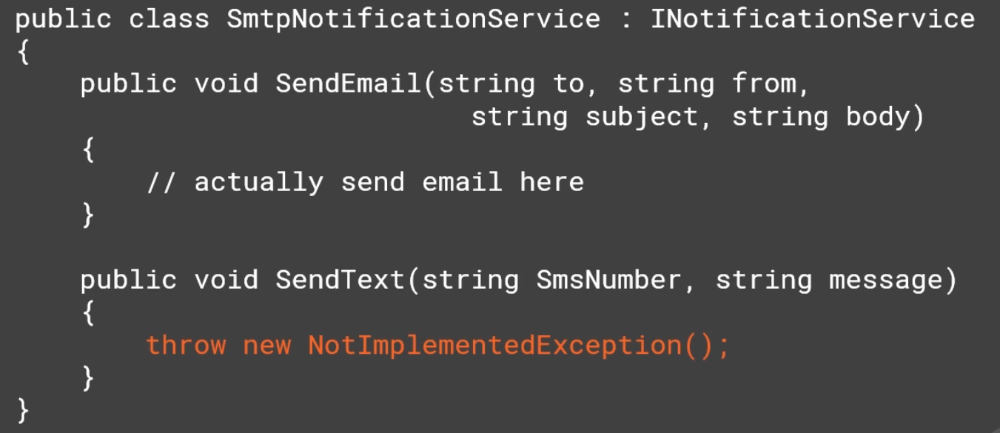 public class SmtpNotificationService : INotificationService
{
    public void SendEmail(string to, string from,
                            string subject, string body)
    {
        // actually send email here
    }

    public void SendText(string SmsNumber, string message)
    {
        throw new NotImplementedException();
    }
}